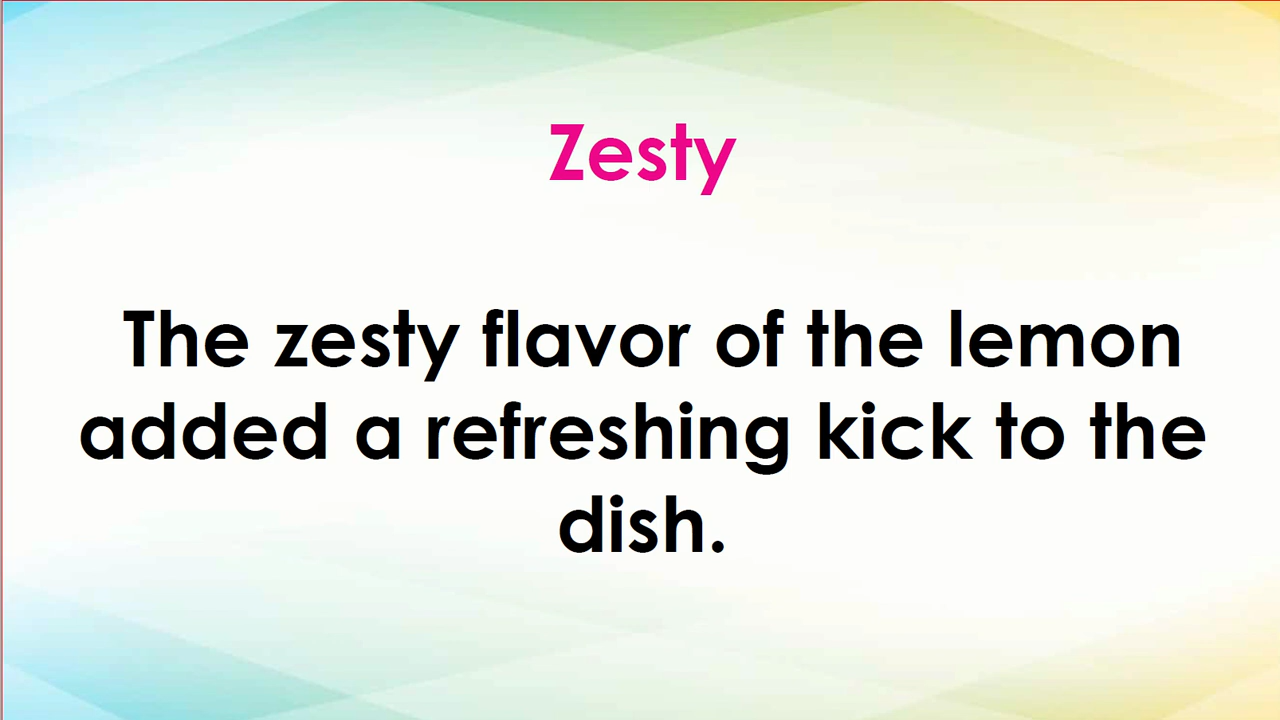 Zesty
The zesty flavor of the lemon
added a refreshing kick to the
dish.